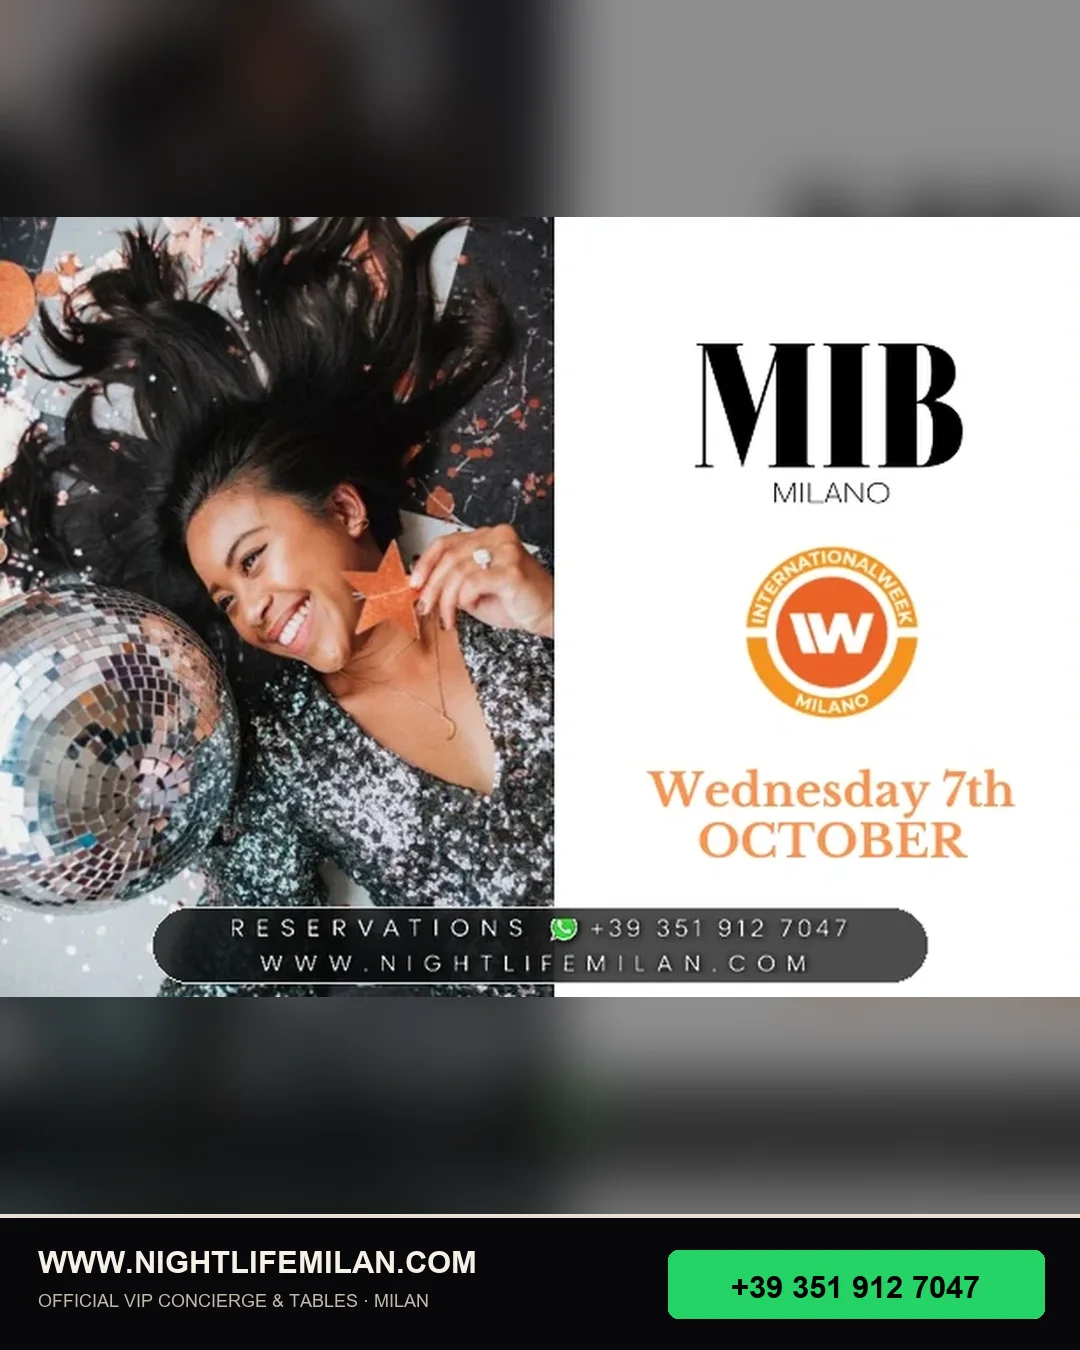 MIB
MILANO
INTERNATIONALWEEK
IW
MILANO
Wednesday 7th
OCTOBER
RESERVATIONS +39 351 912 7047
WWW.NIGHTLIFEMILAN.COM
WWW.NIGHTLIFEMILAN.COM
OFFICIAL VIP CONCIERGE & TABLES · MILAN
+39 351 912 7047